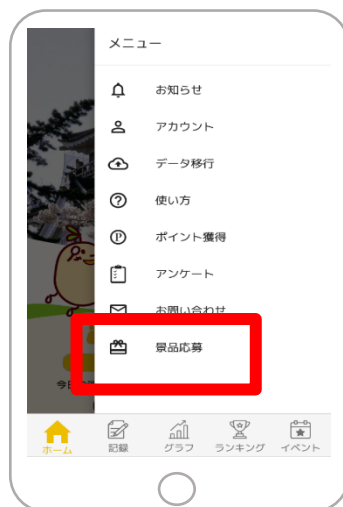 メニュー
お知らせ
アカウント
データ移行
使い方
ポイント獲得
アンケート
お問い合わせ
景品応募
今日
ホーム
記録
グラフ
ランキング
イベント